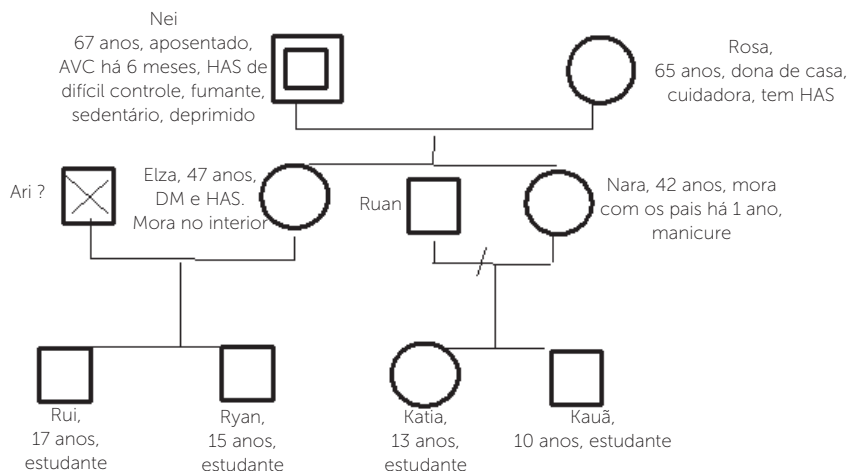 Nei
67 anos, aposentado,
AVC há 6 meses, HAS de
difícil controle, fumante,
sedentário, deprimido
Rosa,
65 anos, dona de casa,
cuidadora, tem HAS
Ari ?
Elza, 47 anos,
DM e HAS.
Mora no interior
Ruan
Nara, 42 anos, mora
com os pais há 1 ano,
manicure
Rui,
17 anos,
estudante
Ryan,
15 anos,
estudante
Katia,
13 anos,
estudante
Kauã,
10 anos, estudante